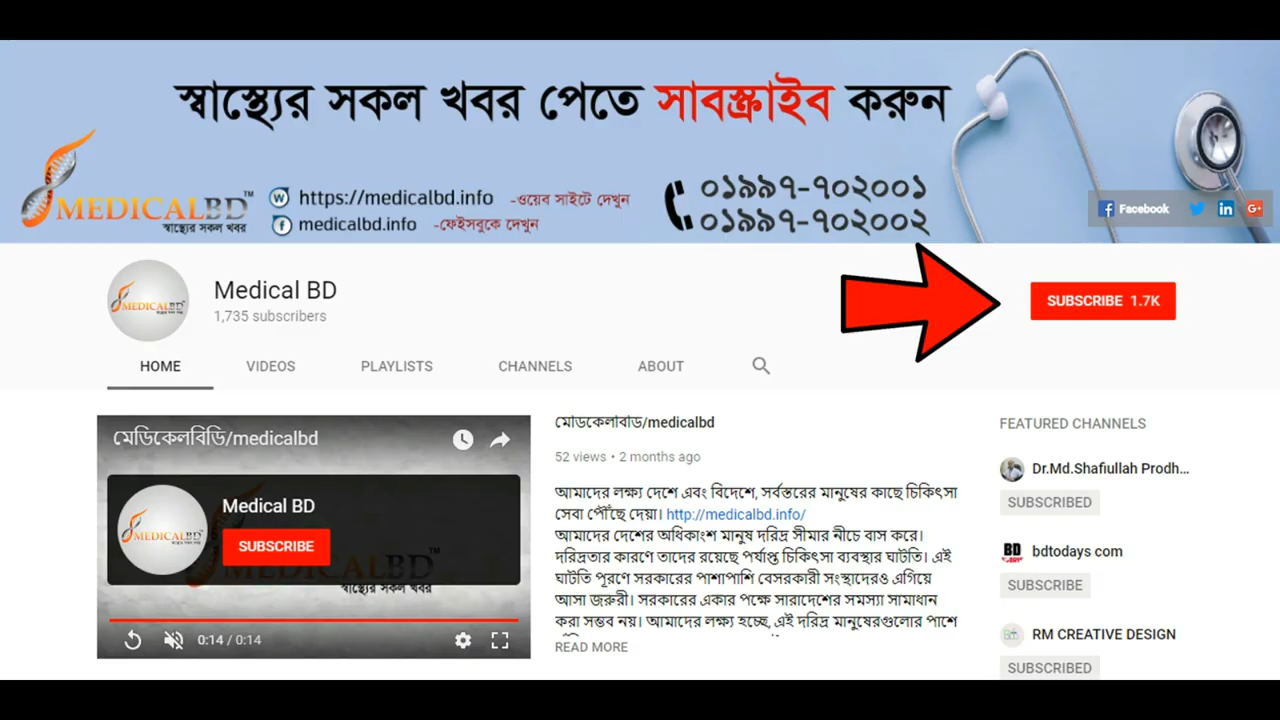 স্বাস্থ্যের সকল খবর পেতে সাবস্ক্রাইব করুন
MEDICALBD™
স্বাস্থ্যের সকল খবর
https://medicalbd.info -ওয়েব সাইটে দেখুন
medicalbd.info -ফেইসবুকে দেখুন
০১৯৯৭-৭০২০০১
০১৯৯৭-৭০২০০২
Facebook
Medical BD
1,735 subscribers
SUBSCRIBE 1.7K
HOME VIDEOS PLAYLISTS CHANNELS ABOUT
মেডিকেলবিডি/medicalbd
Medical BD
SUBSCRIBE
MEDICALBD
স্বাস্থ্যের সকল খবর
0:14 / 0:14
মোডকেলাবাড/medicalbd
52 views • 2 months ago
আমাদের লক্ষ্য দেশে এবং বিদেশে, সর্বস্তরের মানুষের কাছে চিকিৎসা
সেবা পৌঁছে দেয়া। http://medicalbd.info/
আমাদের দেশের অধিকাংশ মানুষ দরিদ্র সীমার নীচে বাস করে।
দরিদ্রতার কারণে তাদের রয়েছে পর্যাপ্ত চিকিৎসা ব্যবস্থার ঘাটতি। এই
ঘাটতি পূরণে সরকারের পাশাপাশি বেসরকারী সংস্থাদেরও এগিয়ে
আসা জরুরী। সরকারের একার পক্ষে সারাদেশের সমস্যা সামাধান
করা সম্ভব নয়। আমাদের লক্ষ্য হচ্ছে, এই দরিদ্র মানুষেরগুলোর পাশে
READ MORE
FEATURED CHANNELS
Dr.Md.Shafiullah Prodh...
SUBSCRIBED
bdtodays com
SUBSCRIBE
RM CREATIVE DESIGN
SUBSCRIBED